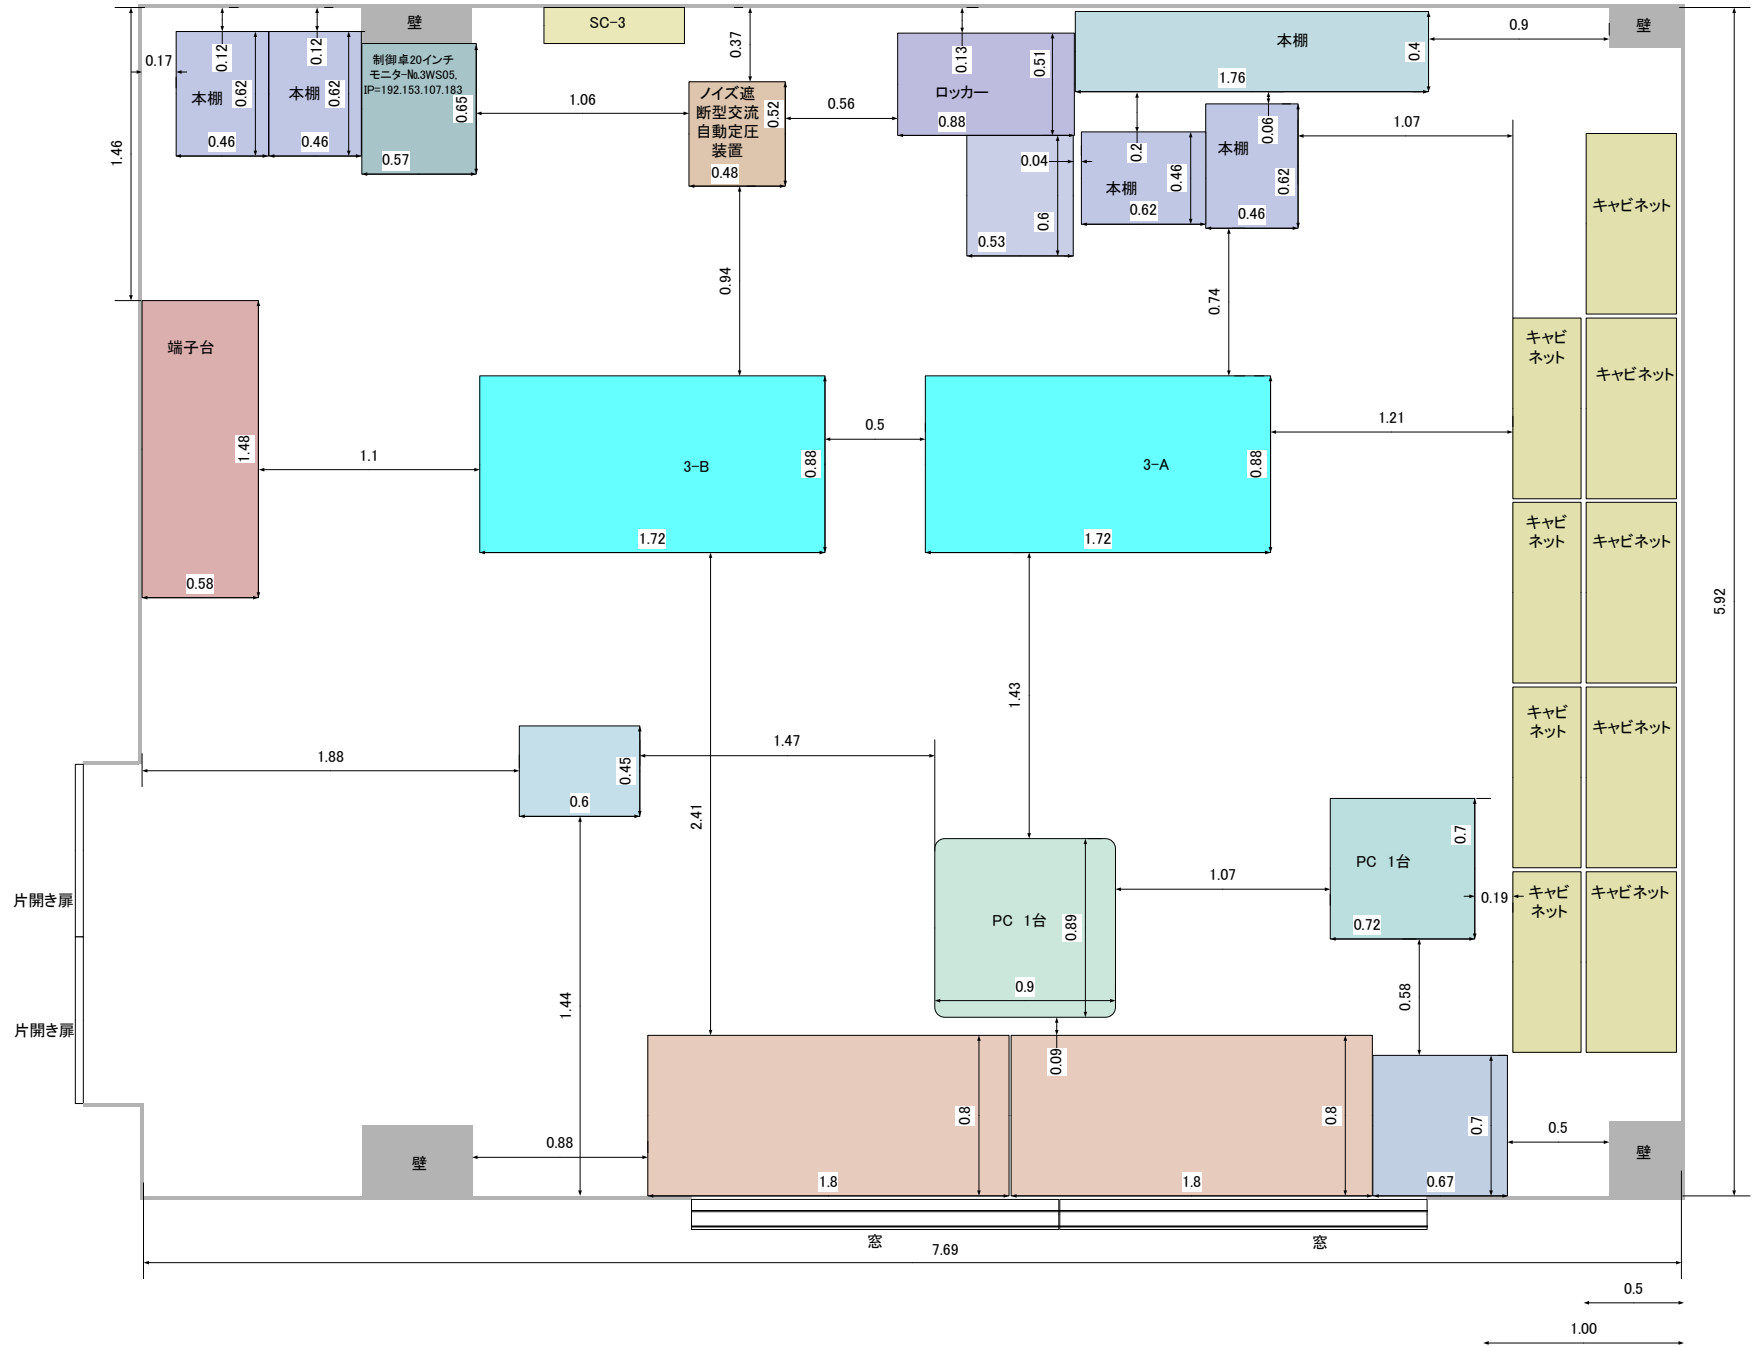 壁
SC-3
壁
0.17
0.12
0.12
0.37
0.13
0.51
本棚
0.4
0.9
1.76
本棚
0.62
0.46
本棚
0.62
0.46
制御卓20インチ
モニタ-№3WS05,
IP=192.153.107.183
0.65
0.57
1.06
ノイズ遮
断型交流
自動定圧
装置
0.52
0.48
0.56
ロッカー
0.88
0.04
0.6
0.53
0.2
0.06
本棚
0.46
0.62
本棚
0.62
0.46
1.07
1.46
0.94
0.74
キャビネット
端子台
1.48
0.58
1.1
3-B
0.88
1.72
0.5
3-A
0.88
1.72
1.21
キャビ
ネット
キャビネット
キャビ
ネット
キャビネット
キャビ
ネット
キャビネット
キャビ
ネット
キャビネット
5.92
1.88
0.45
0.6
1.47
2.41
1.43
片開き扉
片開き扉
1.44
PC 1台
0.89
0.9
1.07
PC 1台
0.7
0.72
0.19
0.58
0.09
壁
0.88
0.8
1.8
0.8
1.8
0.7
0.67
0.5
壁
窓
窓
7.69
0.5
1.00